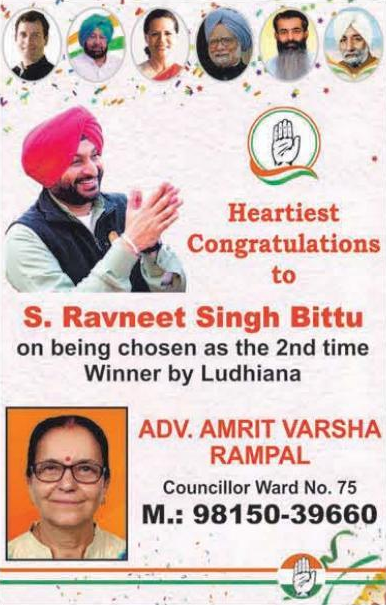 Heartiest
Congratulations
to
S. Ravneet Singh Bittu
on being chosen as the 2nd time
Winner by Ludhiana
ADV. AMRIT VARSHA
RAMPAL
Councillor Ward No. 75
M.: 98150-39660